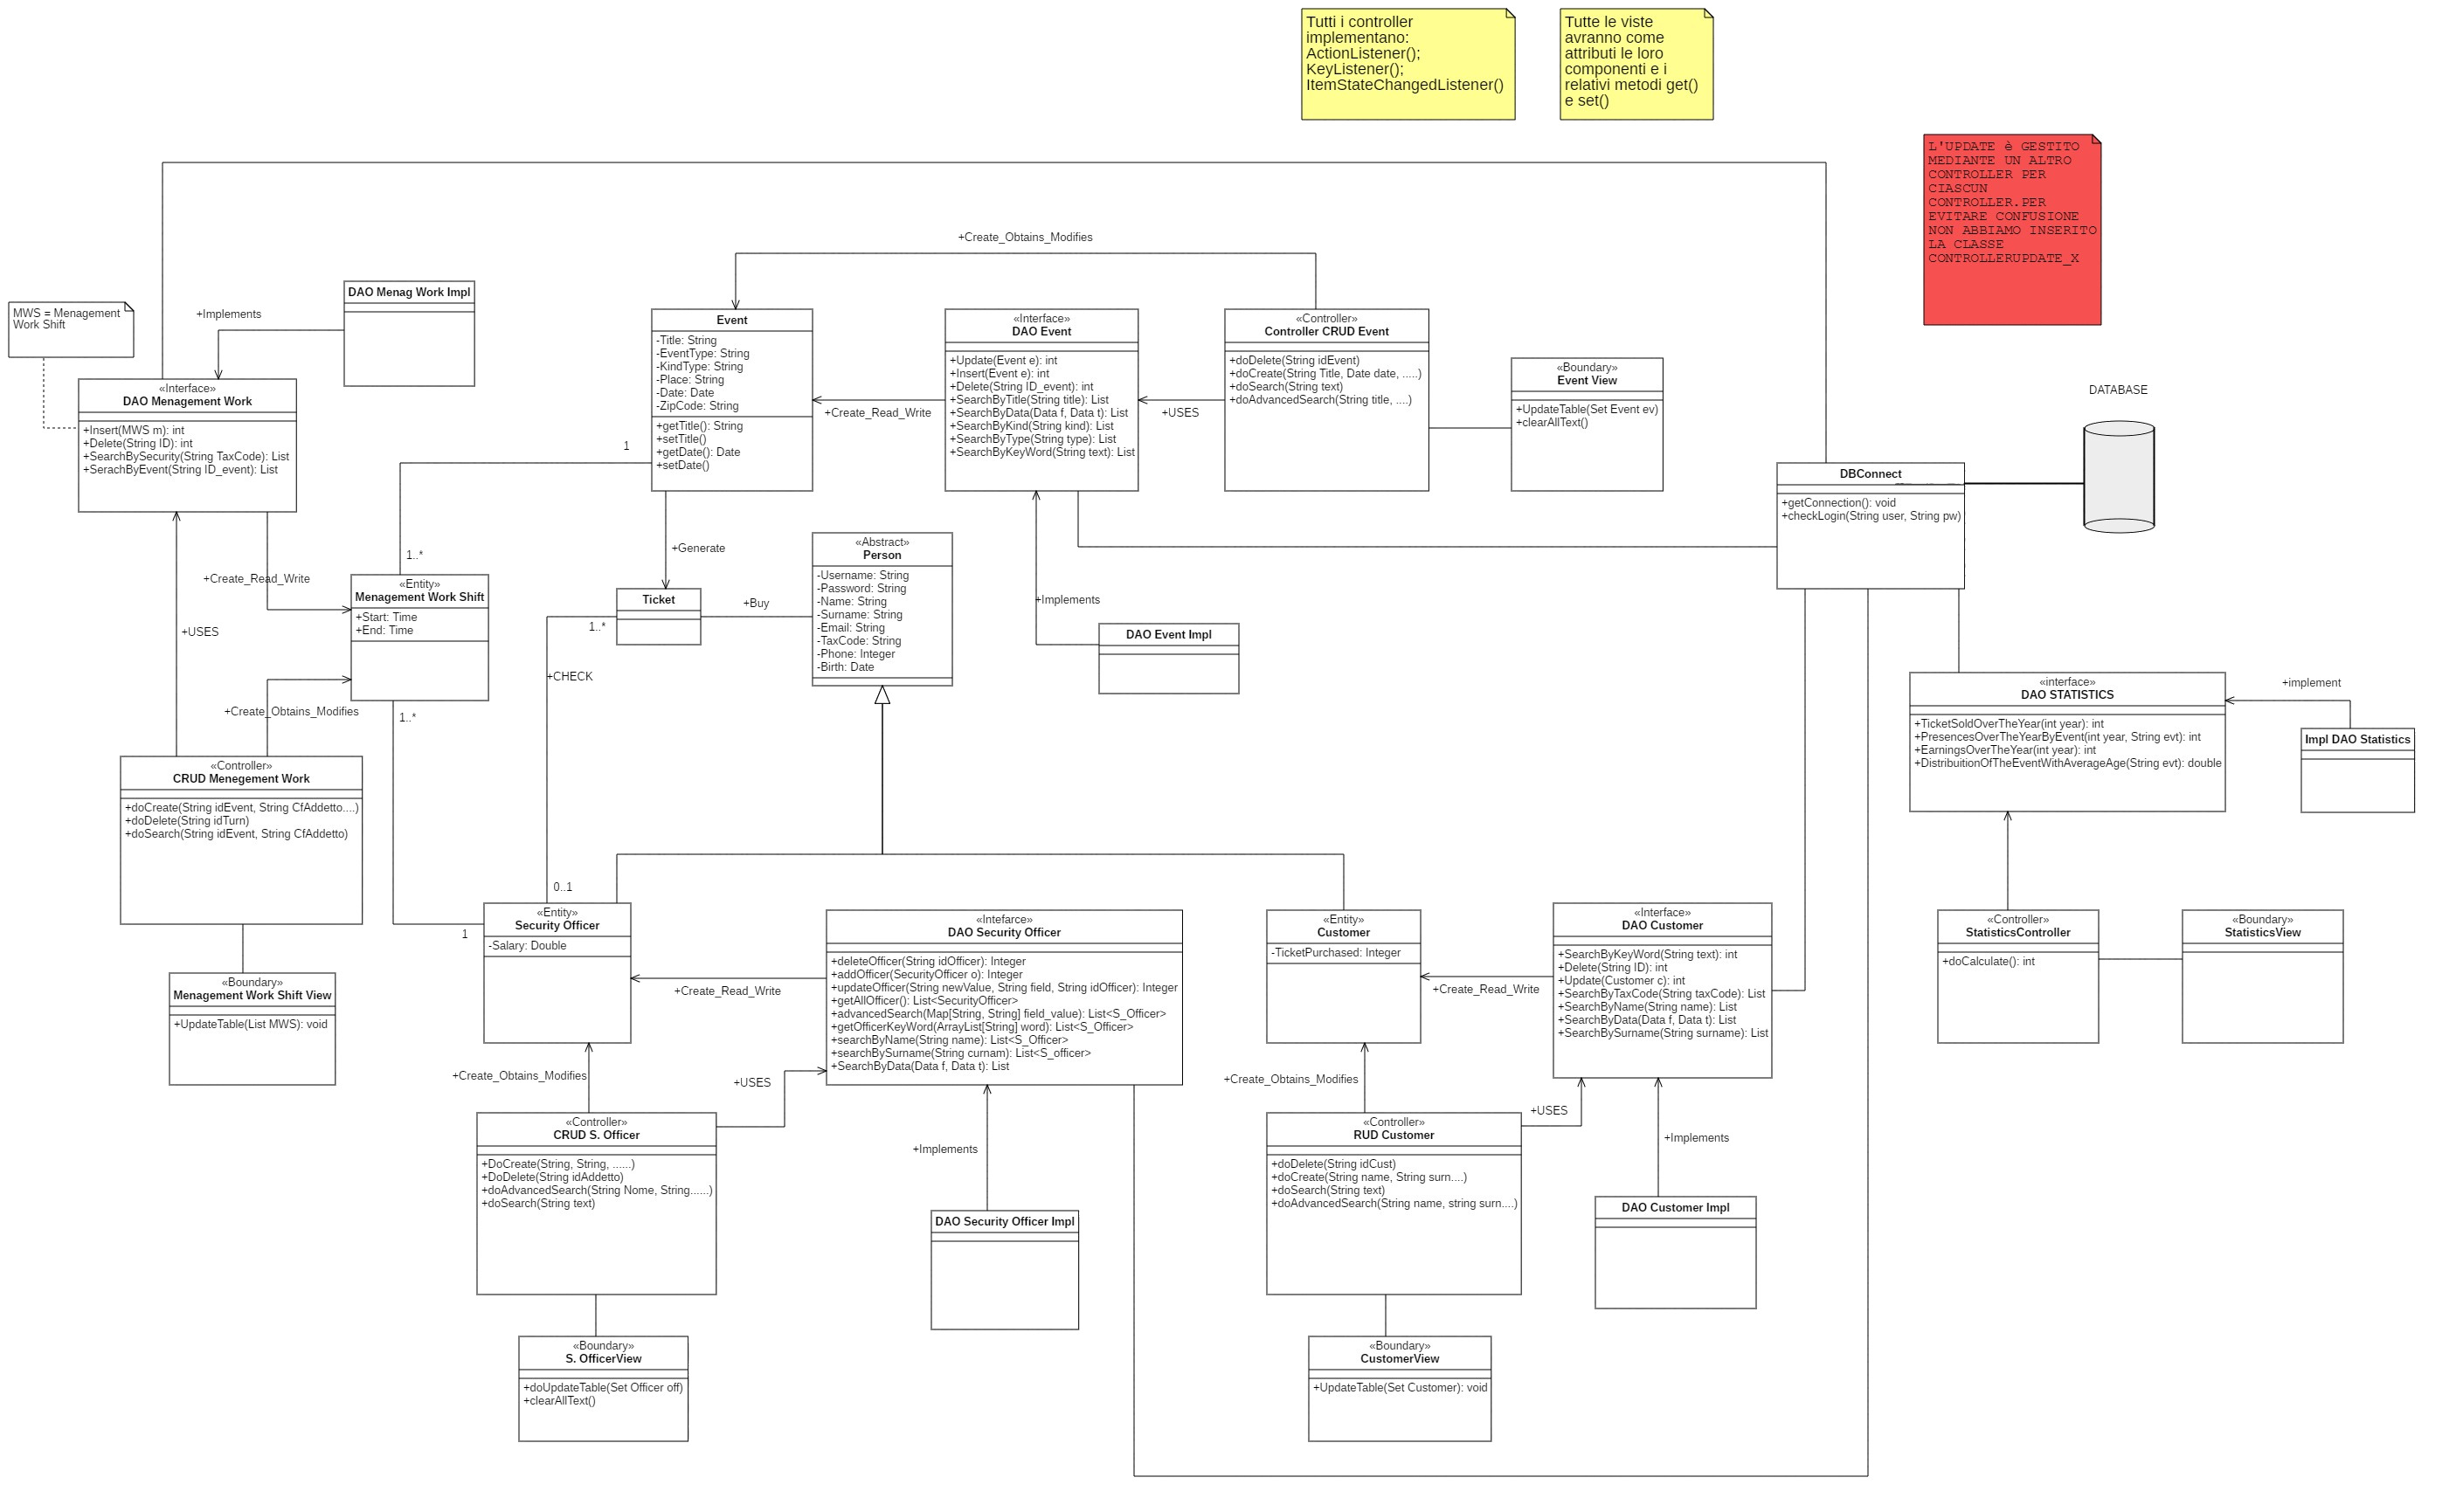 Tutti i controller
implementano:
ActionListener();
KeyListener();
ItemStateChangedListener()
Tutte le viste
avranno come
attributi le loro
componenti e i
relativi metodi get()
e set()
L'UPDATE è GESTITO
MEDIANTE UN ALTRO
CONTROLLER PER
CIASCUN
CONTROLLER.PER
EVITARE CONFUSIONE
NON ABBIAMO INSERITO
LA CLASSE
CONTROLLERUPDATE_X
+Create_Obtains_Modifies
MWS = Menagement
Work Shift
+Implements
DAO Menag Work Impl
«Interface»
DAO Menagement Work
+Insert(MWS m): int
+Delete(String ID): int
+SearchBySecurity(String TaxCode): List
+SerachByEvent(String ID_event): List
Event
-Title: String
-EventType: String
-KindType: String
-Place: String
-Date: Date
-ZipCode: String
+getTitle(): String
+setTitle()
+getDate(): Date
+setDate()
+Create_Read_Write
«Interface»
DAO Event
+Update(Event e): int
+Insert(Event e): int
+Delete(String ID_event): int
+SearchByTitle(String title): List
+SearchByData(Data f, Data t): List
+SearchByKind(String kind): List
+SearchByType(String type): List
+SearchByKeyWord(String text): List
+USES
«Controller»
Controller CRUD Event
+doDelete(String idEvent)
+doCreate(String Title, Date date, .....)
+doSearch(String text)
+doAdvancedSearch(String title, ....)
«Boundary»
Event View
+UpdateTable(Set Event ev)
+clearAllText()
DATABASE
DBConnect
+getConnection(): void
+checkLogin(String user, String pw)
1
1..*
+Create_Read_Write
+USES
«Entity»
Menagement Work Shift
+Start: Time
+End: Time
1..*
+Create_Obtains_Modifies
+Generate
Ticket
1..*
+Buy
+CHECK
«Abstract»
Person
-Username: String
-Password: String
-Name: String
-Surname: String
-Email: String
-TaxCode: String
-Phone: Integer
-Birth: Date
+Implements
DAO Event Impl
«interface»
DAO STATISTICS
+TicketSoldOverTheYear(int year): int
+PresencesOverTheYearByEvent(int year, String evt): int
+EarningsOverTheYear(int year): int
+DistribuitionOfTheEventWithAverageAge(String evt): double
+implement
Impl DAO Statistics
«Controller»
CRUD Menegement Work
+doCreate(String idEvent, String CfAddetto....)
+doDelete(String idTurn)
+doSearch(String idEvent, String CfAddetto)
«Boundary»
Menagement Work Shift View
+UpdateTable(List MWS): void
0..1
1
«Entity»
Security Officer
-Salary: Double
+Create_Read_Write
«Intefarce»
DAO Security Officer
+deleteOfficer(String idOfficer): Integer
+addOfficer(SecurityOfficer o): Integer
+updateOfficer(String newValue, String field, String idOfficer): Integer
+getAllOfficer(): List<SecurityOfficer>
+advancedSearch(Map[String, String] field_value): List<S_Officer>
+getOfficerKeyWord(ArrayList[String] word): List<S_Officer>
+searchByName(String name): List<S_Officer>
+searchBySurname(String curnam): List<S_officer>
+SearchByData(Data f, Data t): List
«Entity»
Customer
-TicketPurchased: Integer
+Create_Read_Write
«Interface»
DAO Customer
+SearchByKeyWord(String text): int
+Delete(String ID): int
+Update(Customer c): int
+SearchByTaxCode(String taxCode): List
+SearchByName(String name): List
+SearchByData(Data f, Data t): List
+SearchBySurname(String surname): List
«Controller»
StatisticsController
+doCalculate(): int
«Boundary»
StatisticsView
+Create_Obtains_Modifies
+USES
«Controller»
CRUD S. Officer
+DoCreate(String, String, ......)
+DoDelete(String idAddetto)
+doAdvancedSearch(String Nome, String......)
+doSearch(String text)
+Implements
DAO Security Officer Impl
+Create_Obtains_Modifies
+USES
«Controller»
RUD Customer
+doDelete(String idCust)
+doCreate(String name, String surn....)
+doSearch(String text)
+doAdvancedSearch(String name, string surn....)
+Implements
DAO Customer Impl
«Boundary»
S. OfficerView
+doUpdateTable(Set Officer off)
+clearAllText()
«Boundary»
CustomerView
+UpdateTable(Set Customer): void